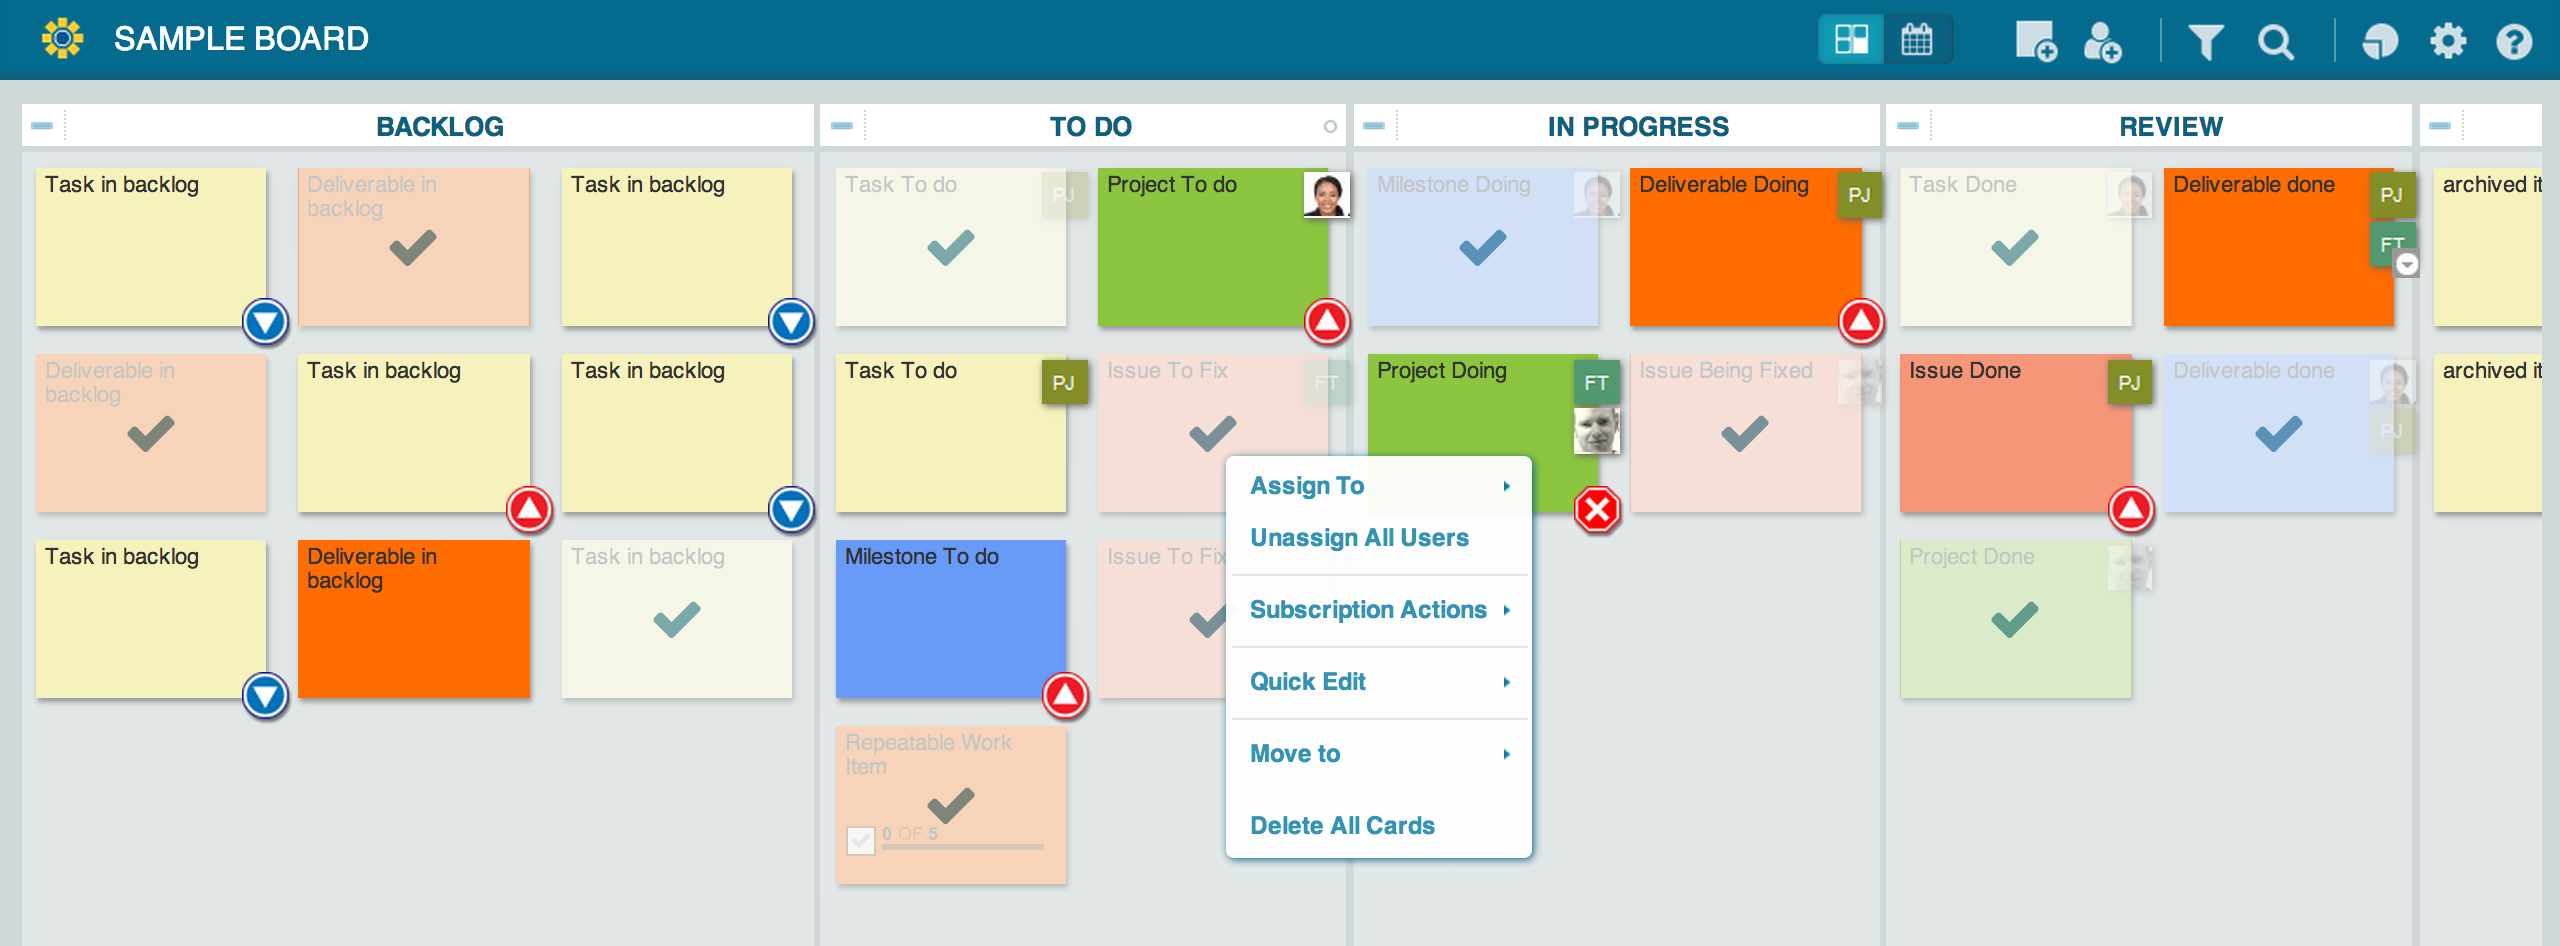 SAMPLE BOARD
BACKLOG
Task in backlog
Deliverable in
backlog
Task in backlog
Deliverable in
backlog
Task in backlog
Task in backlog
Task in backlog
Deliverable in
backlog
Task in backlog
TO DO
Task To do
PJ
Project To do
Task To do
PJ
Issue To Fix
FT
Milestone To do
Issue To Fix
Repeatable Work
Item
0 OF 5
IN PROGRESS
Milestone Doing
Deliverable Doing
PJ
Project Doing
FT
Issue Being Fixed
Assign To
Unassign All Users
Subscription Actions
Quick Edit
Move to
Delete All Cards
REVIEW
Task Done
Deliverable done
PJ
FT
Issue Done
PJ
Deliverable done
PJ
Project Done
archived it
archived it